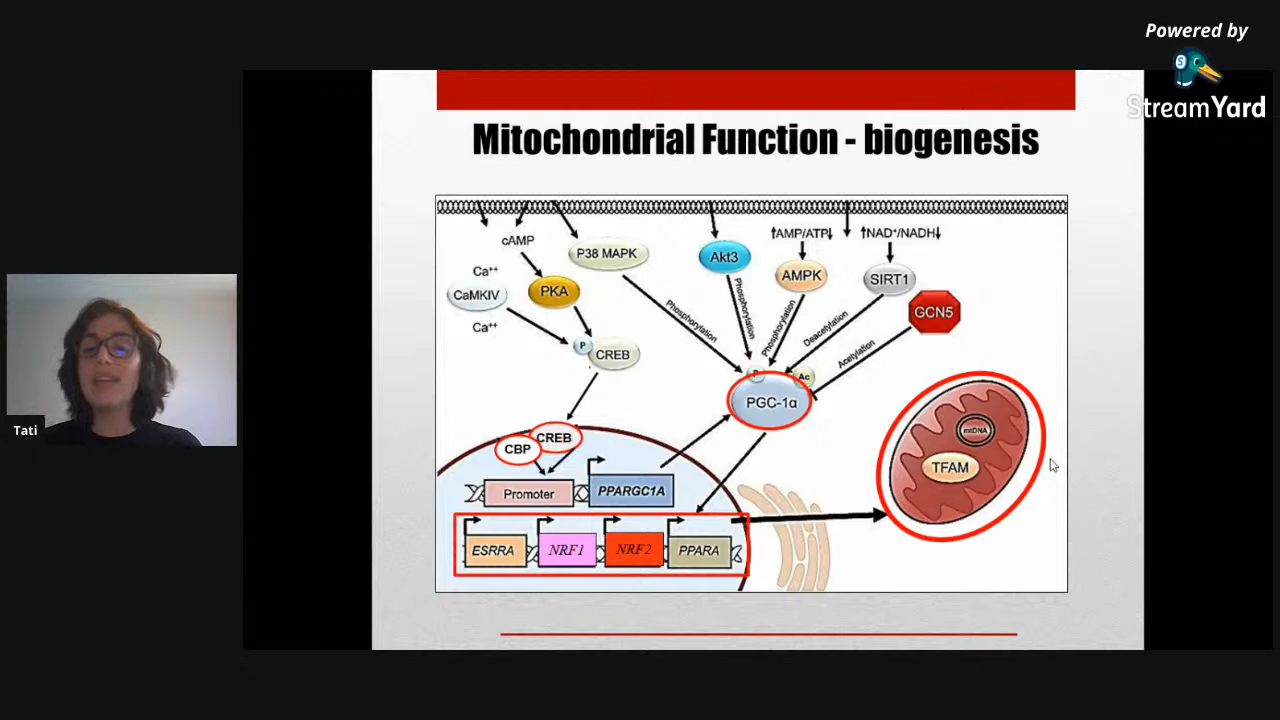 Powered by
StreamYard
Mitochondrial Function - biogenesis
cAMP
P38 MAPK
Akt3
↑AMP/ATP↓
↑NAD⁺/NADH↓
Ca⁺⁺
CaMKIV
Ca⁺⁺
PKA
AMPK
SIRT1
GCN5
Phosphorylation
Phosphorylation
Phosphorylation
Deacetylation
Acetylation
P
CREB
P
Ac
PGC-1α
CREB
CBP
mtDNA
TFAM
Promoter
PPARGC1A
ESRRA
NRF1
NRF2
PPARA
Tati